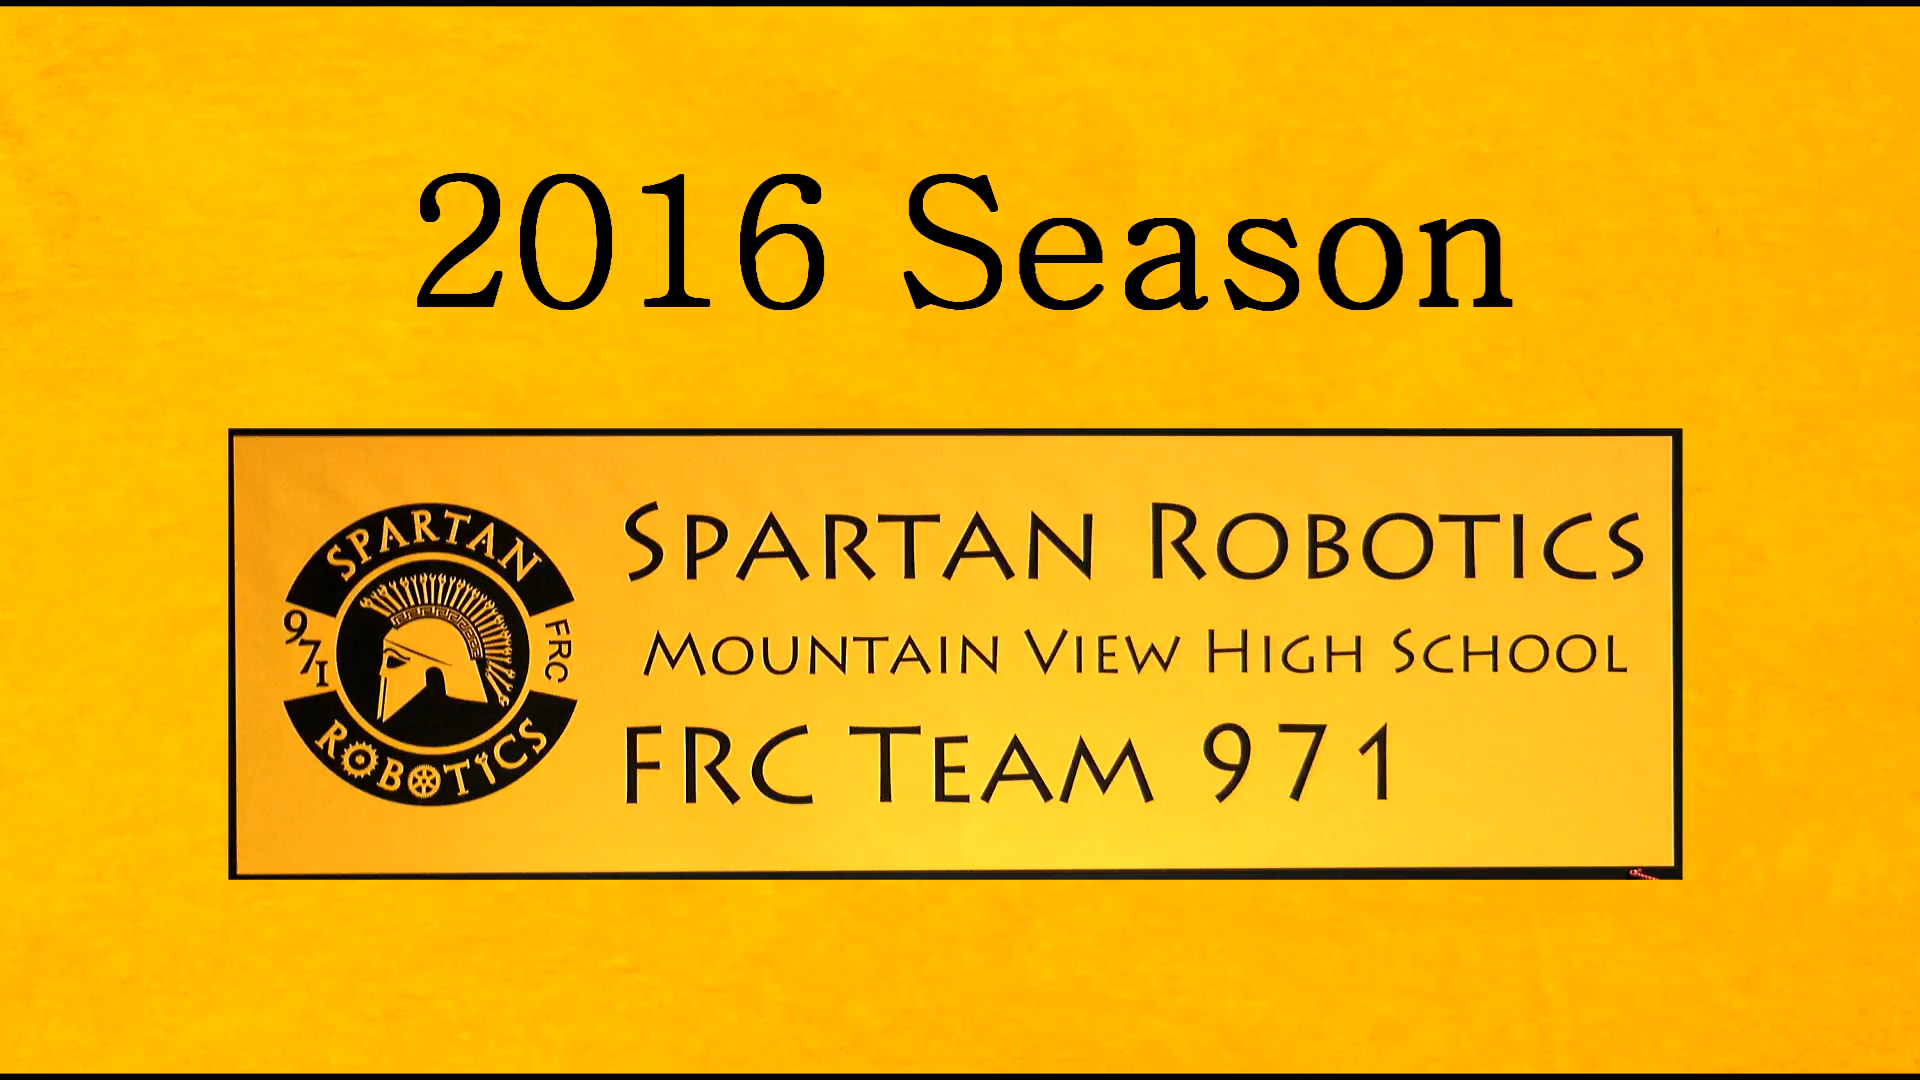 2016 Season
SPARTAN
971
FRC
ROBOTICS
SPARTAN ROBOTICS
MOUNTAIN VIEW HIGH SCHOOL
FRC TEAM 971